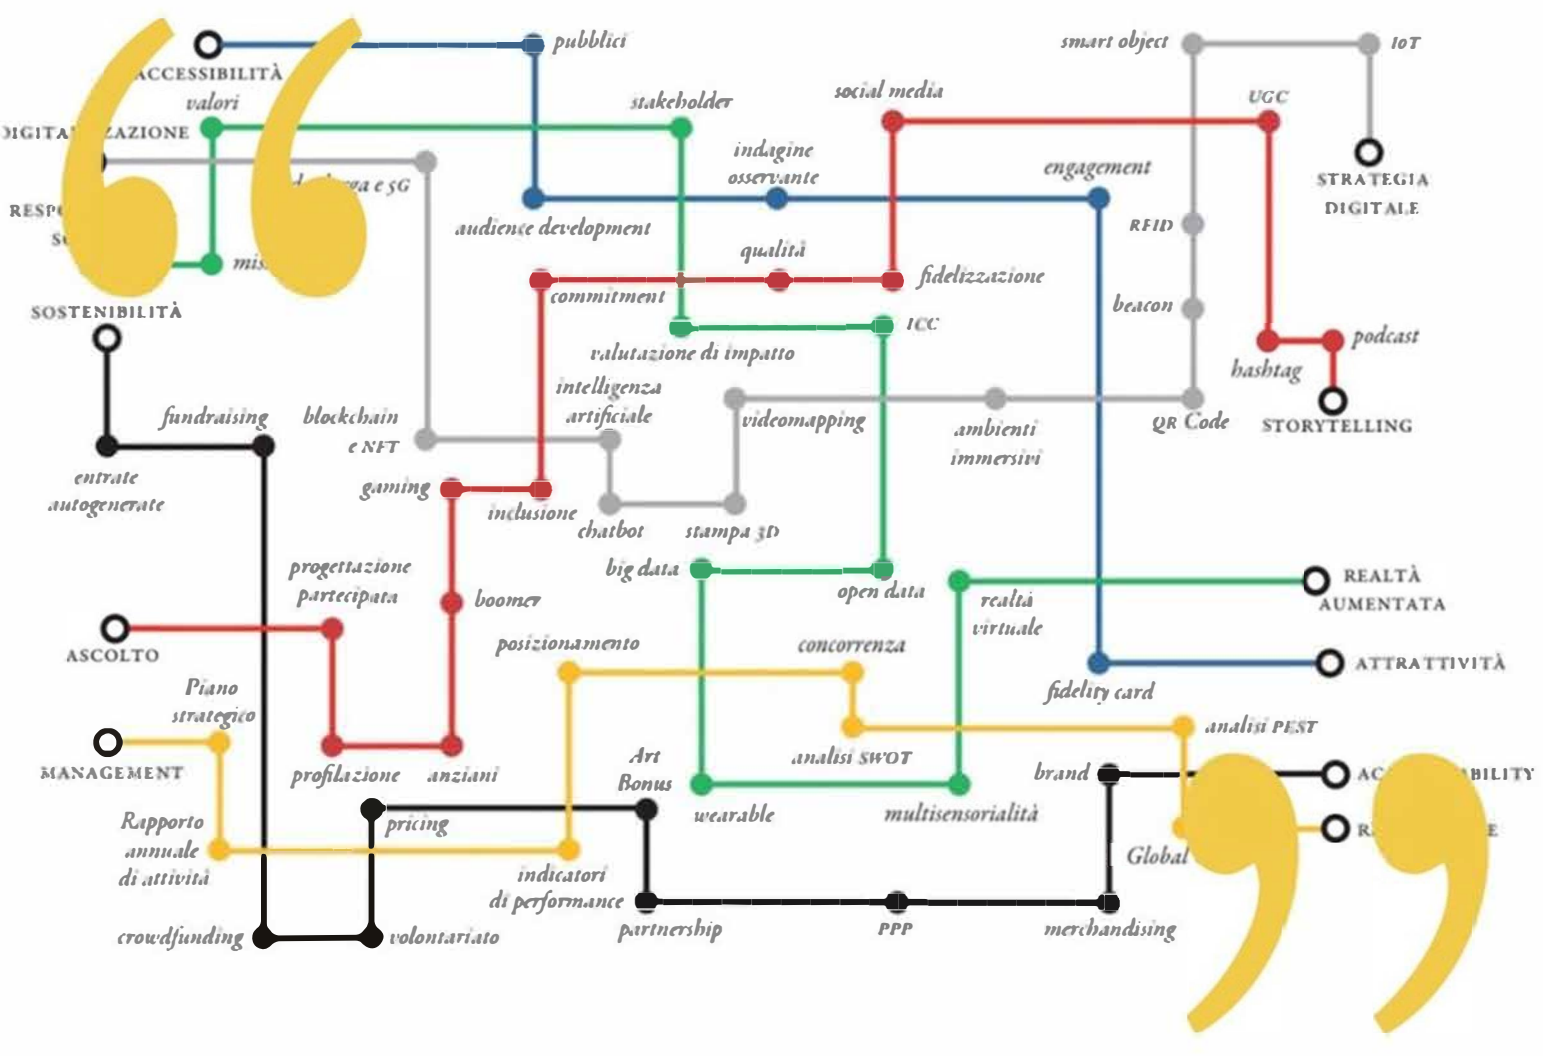 pubblici
smart object
IoT
ACCESSIBILITÀ
valori
stakeholder
social media
UGC
indagine
osservante
engagement
e 5G
STRATEGIA
DIGITALE
audience development
RFID
qualità
commitment
fidelizzazione
SOSTENIBILITÀ
ICC
beacon
valutazione di impatto
podcast
hashtag
intelligenza
artificiale
fundraising
blockchain
e NFT
videomapping
ambienti
immersivi
QR Code
STORYTELLING
entrate
autogenerate
gaming
inclusione
chatbot
stampa 3D
progettazione
partecipata
big data
open data
realtà
virtuale
REALTÀ
AUMENTATA
boomer
ASCOLTO
posizionamento
concorrenza
ATTRATTIVITÀ
fidelity card
Piano
strategico
analisi PEST
MANAGEMENT
profilazione
anziani
Art
Bonus
analisi SWOT
brand
Rapporto
annuale
di attività
pricing
wearable
multisensorialità
Global
indicatori
di performance
crowdfunding
volontariato
partnership
PPP
merchandising